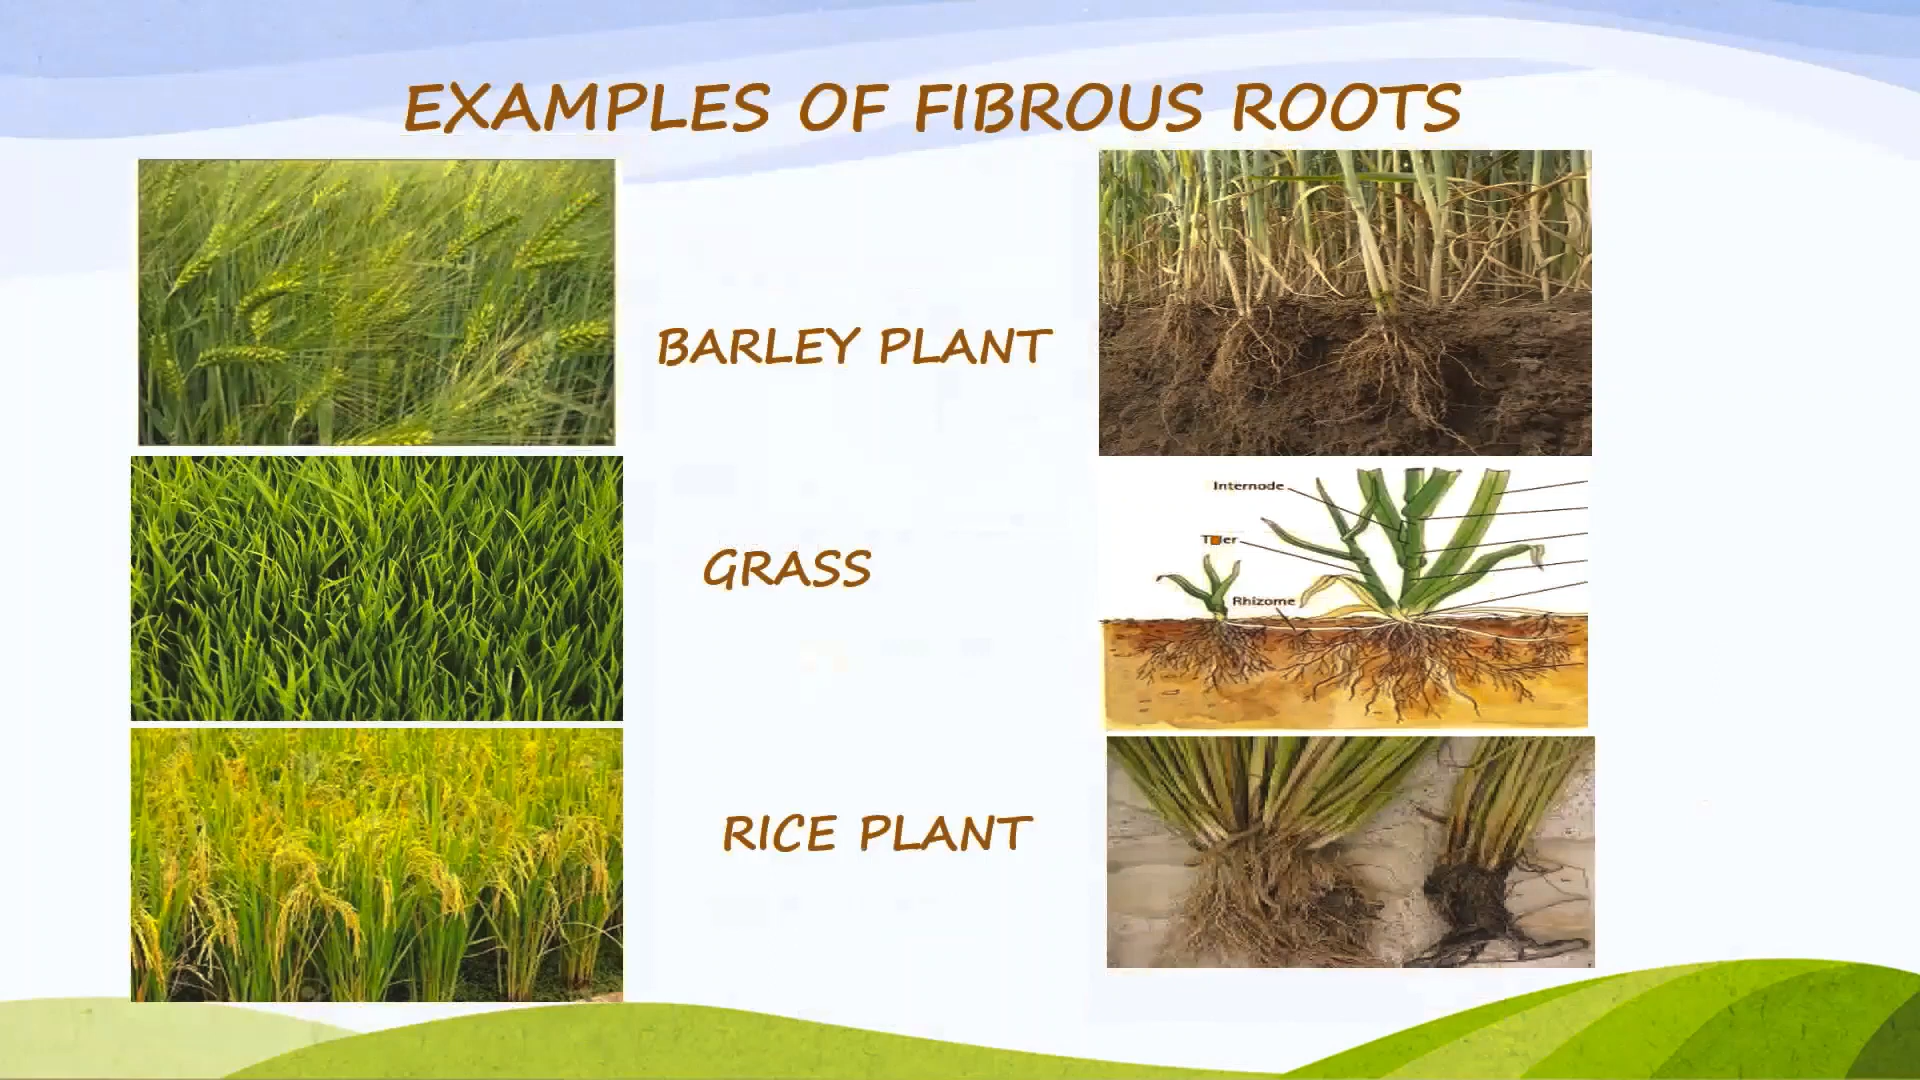 EXAMPLES OF FIBROUS ROOTS
BARLEY PLANT
Internode
GRASS
Rhizome
RICE PLANT